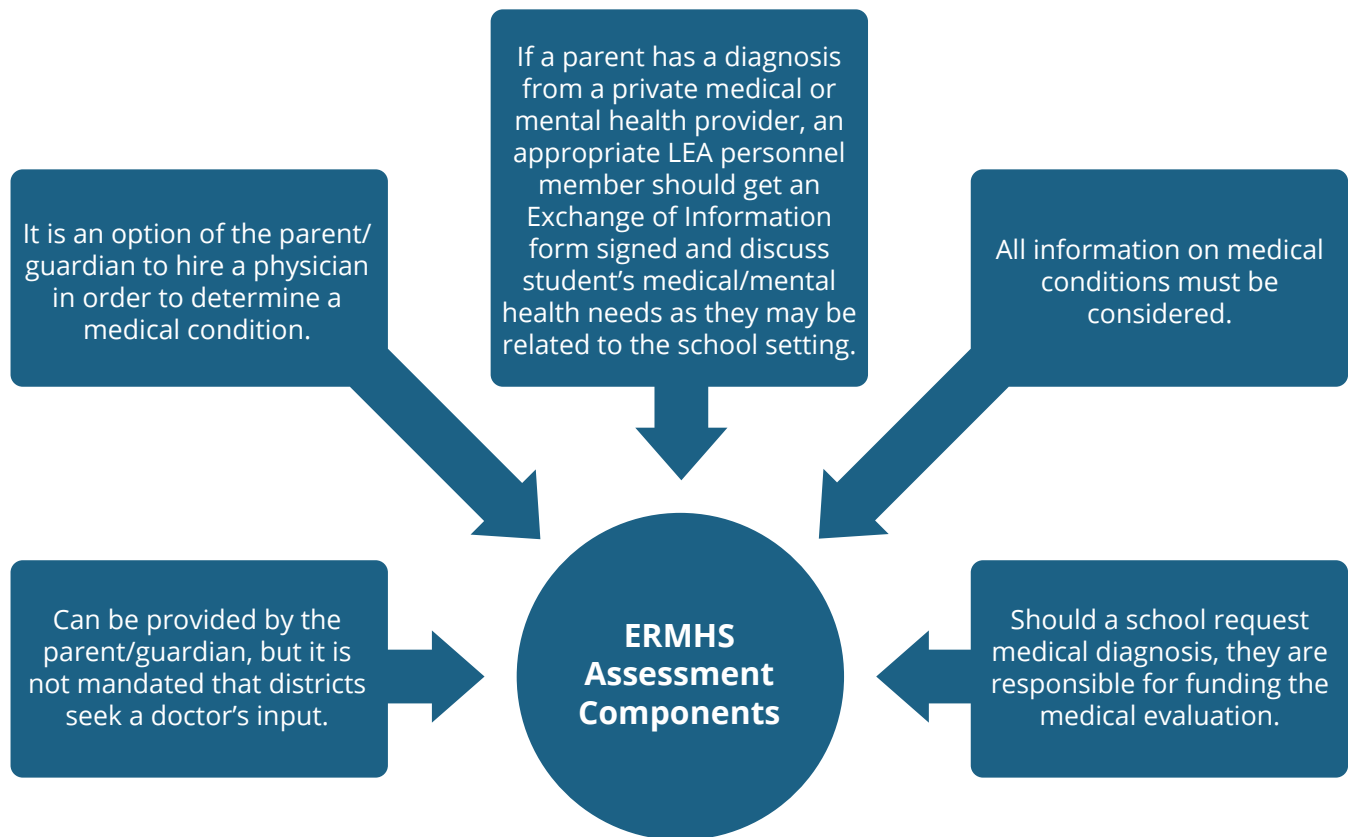 It is an option of the parent/
guardian to hire a physician
in order to determine a
medical condition.
If a parent has a diagnosis
from a private medical or
mental health provider, an
appropriate LEA personnel
member should get an
Exchange of Information
form signed and discuss
student’s medical/mental
health needs as they may be
related to the school setting.
All information on medical
conditions must be
considered.
Can be provided by the
parent/guardian, but it is
not mandated that districts
seek a doctor’s input.
ERMHS
Assessment
Components
Should a school request
medical diagnosis, they are
responsible for funding the
medical evaluation.